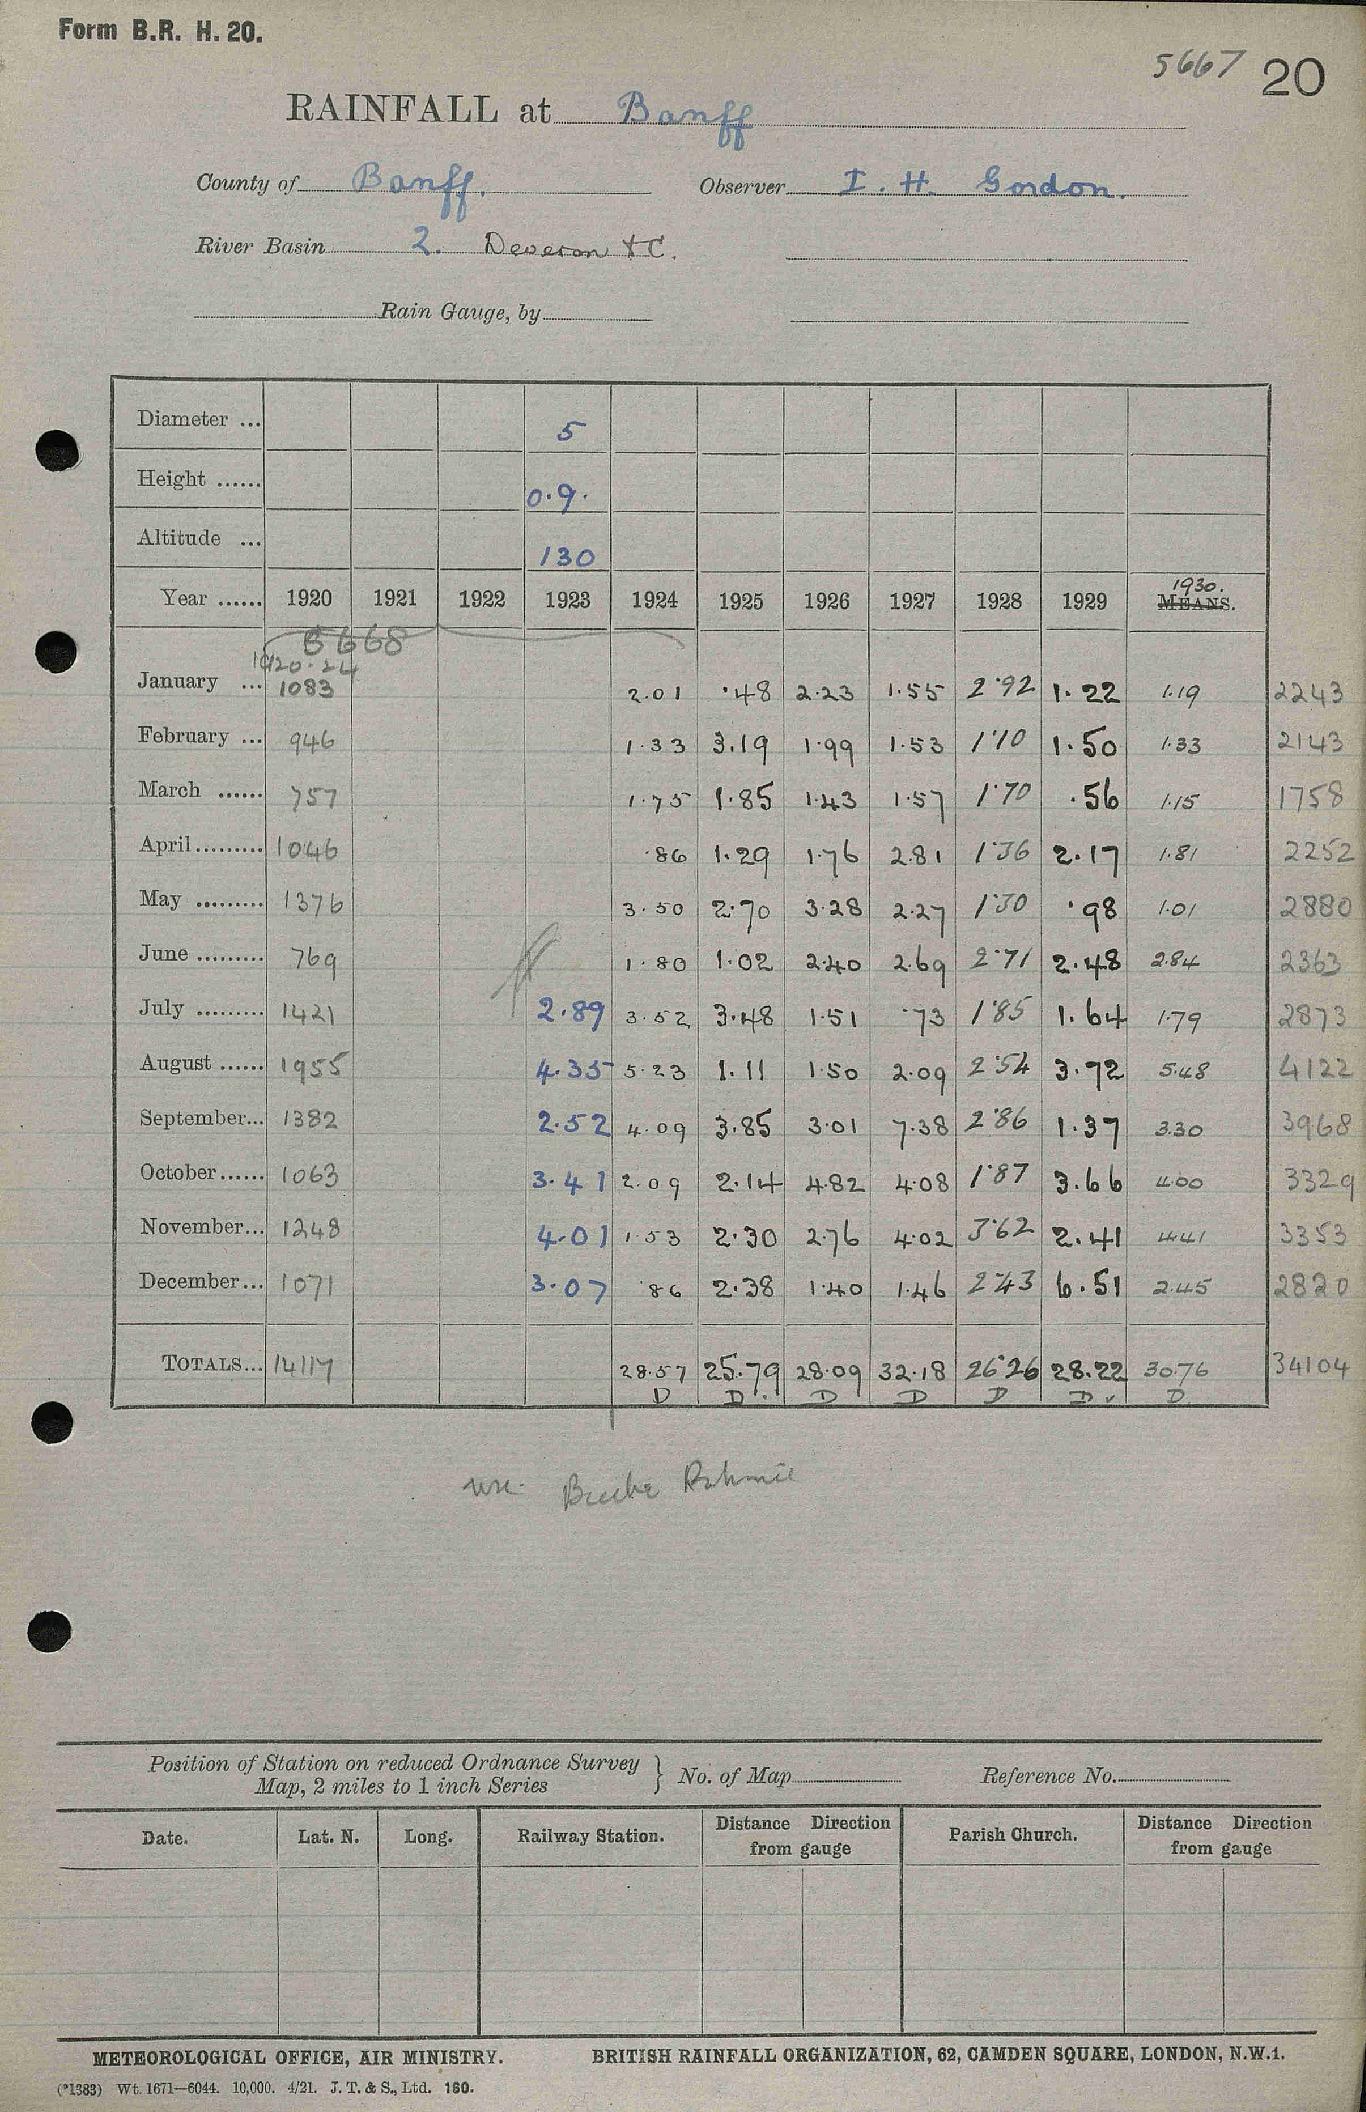 Form B.R. H. 20.
5667 20
RAINFALL at Banff
County of Banff. Observer I. H. Gordon.
River Basin 2. Deveron &C.
Rain Gauge, by
Diameter ... 5
Height ...... 0.9.
Altitude ... 130
1930.
Year ...... 1920 1921 1922 1923 1924 1925 1926 1927 1928 1929 MEANS.
5668
1920-24
January ... 1083 2.01 .48 2.23 1.55 2.92 1.22 1.19 2243
February ... 946 1.33 3.19 1.99 1.53 1.10 1.50 1.33 2143
March ...... 757 1.75 1.85 1.43 1.57 1.70 .56 1.15 1758
April......... 1046 .86 1.29 1.76 2.81 1.36 2.17 1.81 2252
May ......... 1376 3.50 2.70 3.28 2.27 1.30 .98 1.01 2880
June ......... 769 1.80 1.02 2.40 2.69 2.71 2.48 2.84 2363
July ......... 1421 2.89 3.52 3.48 1.51 .73 1.85 1.64 1.79 2873
August ...... 1955 4.35 5.23 1.11 1.50 2.09 2.54 3.72 5.48 4122
September... 1382 2.52 4.09 3.85 3.01 7.38 2.86 1.37 3.30 3968
October...... 1063 3.41 2.09 2.14 4.82 4.08 1.87 3.66 4.00 3329
November... 1248 4.01 1.53 2.30 2.76 4.02 3.62 2.41 4.41 3353
December... 1071 3.07 .86 2.38 1.40 1.46 2.43 6.51 2.45 2820
TOTALS... 14117 28.57 25.79 28.09 32.18 26.26 28.22 30.76 34104
D D D D D D D
use
Position of Station on reduced Ordnance Survey
Map, 2 miles to 1 inch Series } No. of Map Reference No.
Date. Lat. N. Long. Railway Station. Distance Direction from gauge Parish Church. Distance Direction from gauge
METEOROLOGICAL OFFICE, AIR MINISTRY. BRITISH RAINFALL ORGANIZATION, 62, CAMDEN SQUARE, LONDON, N.W.1.
(*1383) Wt. 1671—6044. 10,000. 4/21. J. T. & S., Ltd. 160.